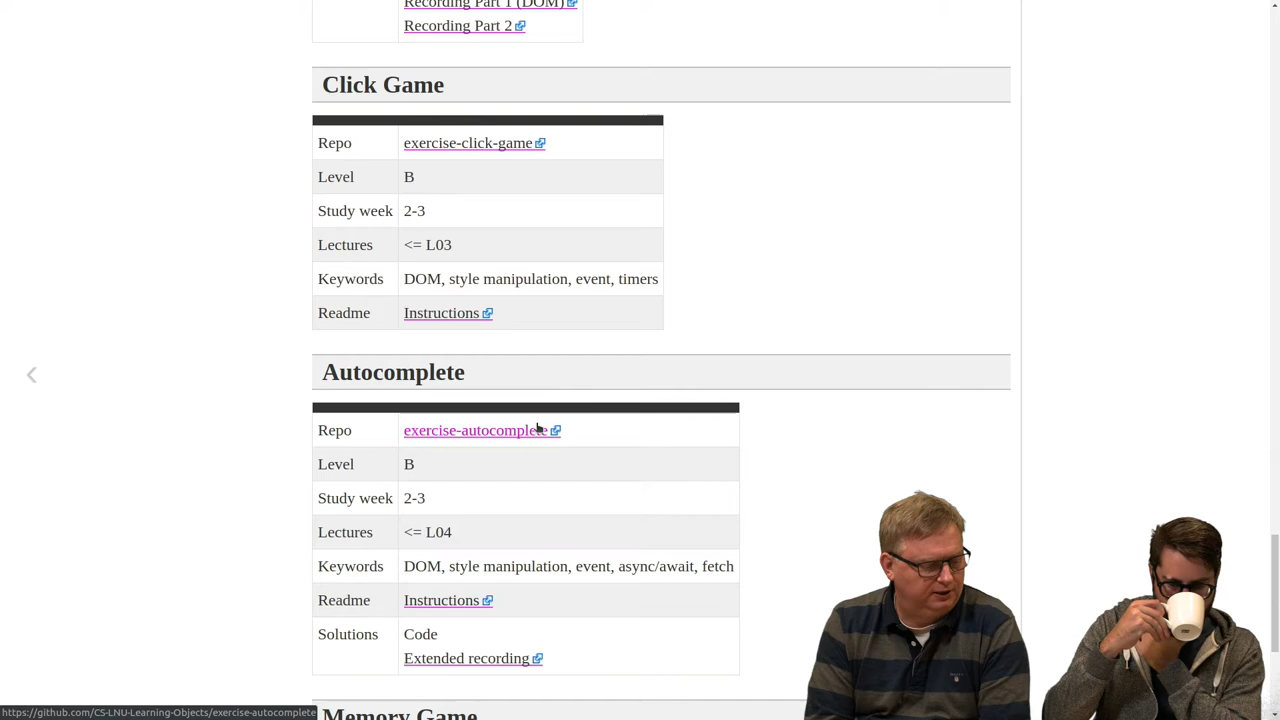 Recording Part 1 (DOM)
Recording Part 2
Click Game
Repo exercise-click-game
Level B
Study week 2-3
Lectures <= L03
Keywords DOM, style manipulation, event, timers
Readme Instructions
Autocomplete
Repo exercise-autocomplete
Level B
Study week 2-3
Lectures <= L04
Keywords DOM, style manipulation, event, async/await, fetch
Readme Instructions
Solutions Code
Extended recording
Memory Game
https://github.com/CS-LNU-Learning-Objects/exercise-autocomplete